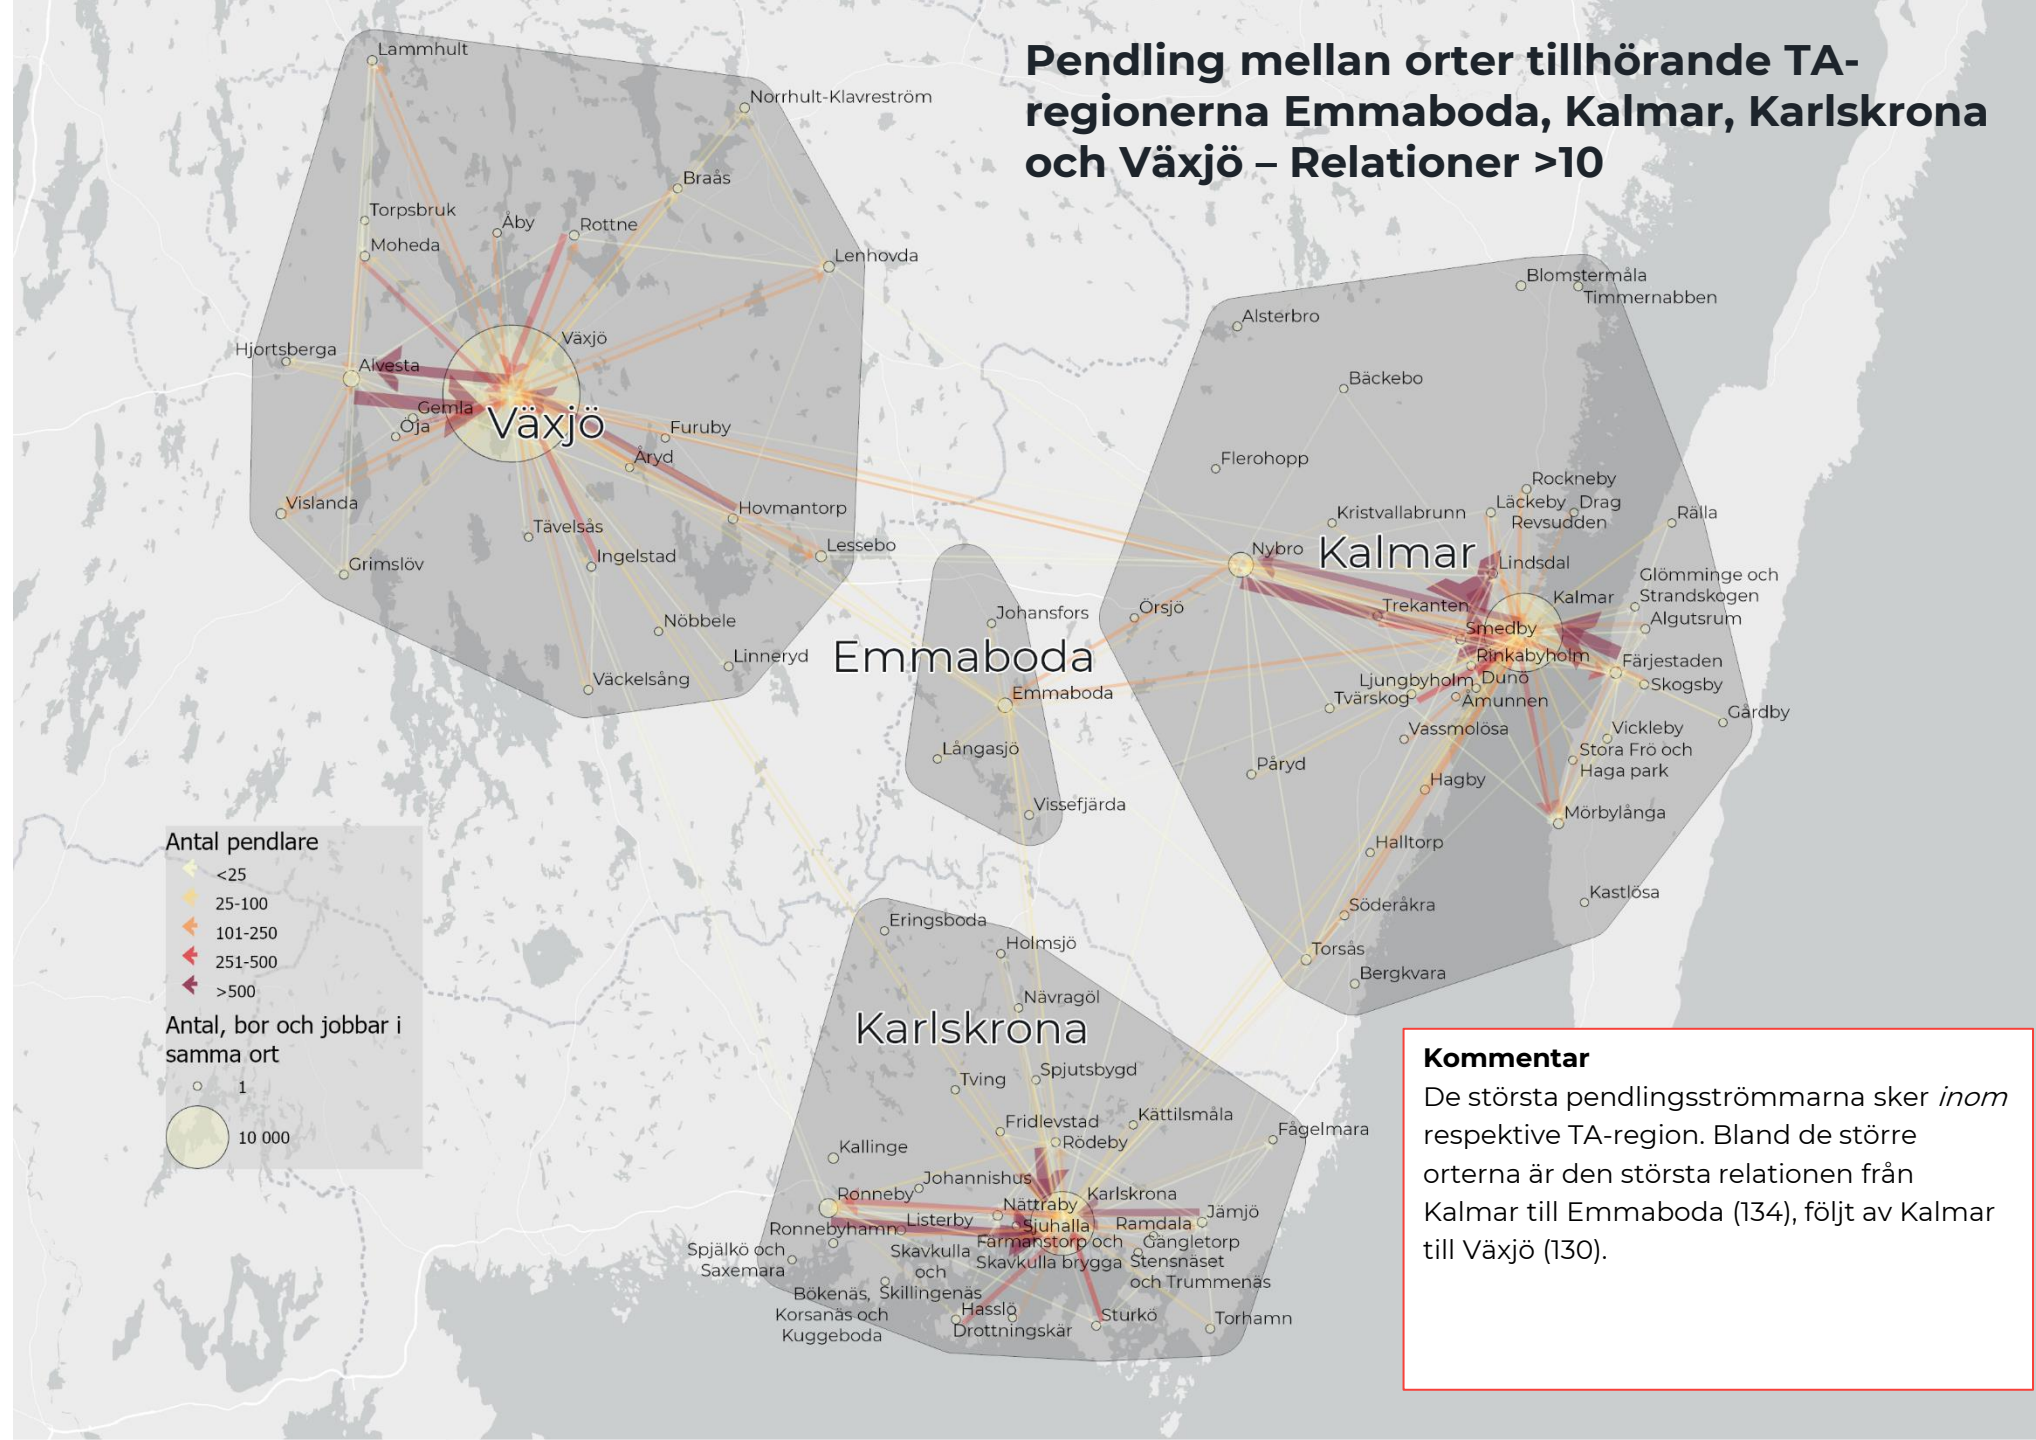 Pendling mellan orter tillhörande TA-
regionerna Emmaboda, Kalmar, Karlskrona
och Växjö – Relationer >10
Lammhult
Norrhult-Klavreström
Braås
Torpsbruk
Åby
Rottne
Moheda
Lenhovda
Växjö
Hjortsberga
Alvesta
Gemla
Öja
Växjö
Furuby
Åryd
Vislanda
Hovmantorp
Tävelsås
Lessebo
Ingelstad
Grimslöv
Nöbbele
Linneryd
Väckelsång
Johansfors
Emmaboda
Emmaboda
Långasjö
Vissefjärda
Blomstermåla
Timmernabben
Alsterbro
Bäckebo
Flerohopp
Rockneby
Läckeby
Drag
Revsudden
Rälla
Kristvallabrunn
Nybro
Kalmar
Lindsdal
Glömminge och
Strandskogen
Algutsrum
Örsjö
Trekanten
Kalmar
Smedby
Rinkabyholm
Färjestaden
Skogsby
Ljungbyholm
Dunö
Tvärskog
Åmunnen
Gårdby
Vassmolösa
Vickleby
Stora Frö och
Haga park
Påryd
Hagby
Mörbylånga
Halltorp
Kastlösa
Söderåkra
Torsås
Bergkvara
Eringsboda
Holmsjö
Nävragöl
Karlskrona
Spjutsbygd
Tving
Fridlevstad
Kättilsmåla
Rödeby
Fågelmara
Kallinge
Johannishus
Ronneby
Nättraby
Karlskrona
Ronnebyhamn
Listerby
Sjuhalla
Ramdala
Jämjö
Färmanstorp och
Skavkulla brygga
Gängletorp
Spjälkö och
Saxemara
Skavkulla
och
Skillingenäs
Stensnäset
och Trummenäs
Bökenäs,
Korsanäs och
Kuggeboda
Hasslö
Drottningskär
Sturkö
Torhamn
Antal pendlare
<25
25-100
101-250
251-500
>500
Antal, bor och jobbar i
samma ort
1
10 000
Kommentar
De största pendlingsströmmarna sker inom
respektive TA-region. Bland de större
orterna är den största relationen från
Kalmar till Emmaboda (134), följt av Kalmar
till Växjö (130).